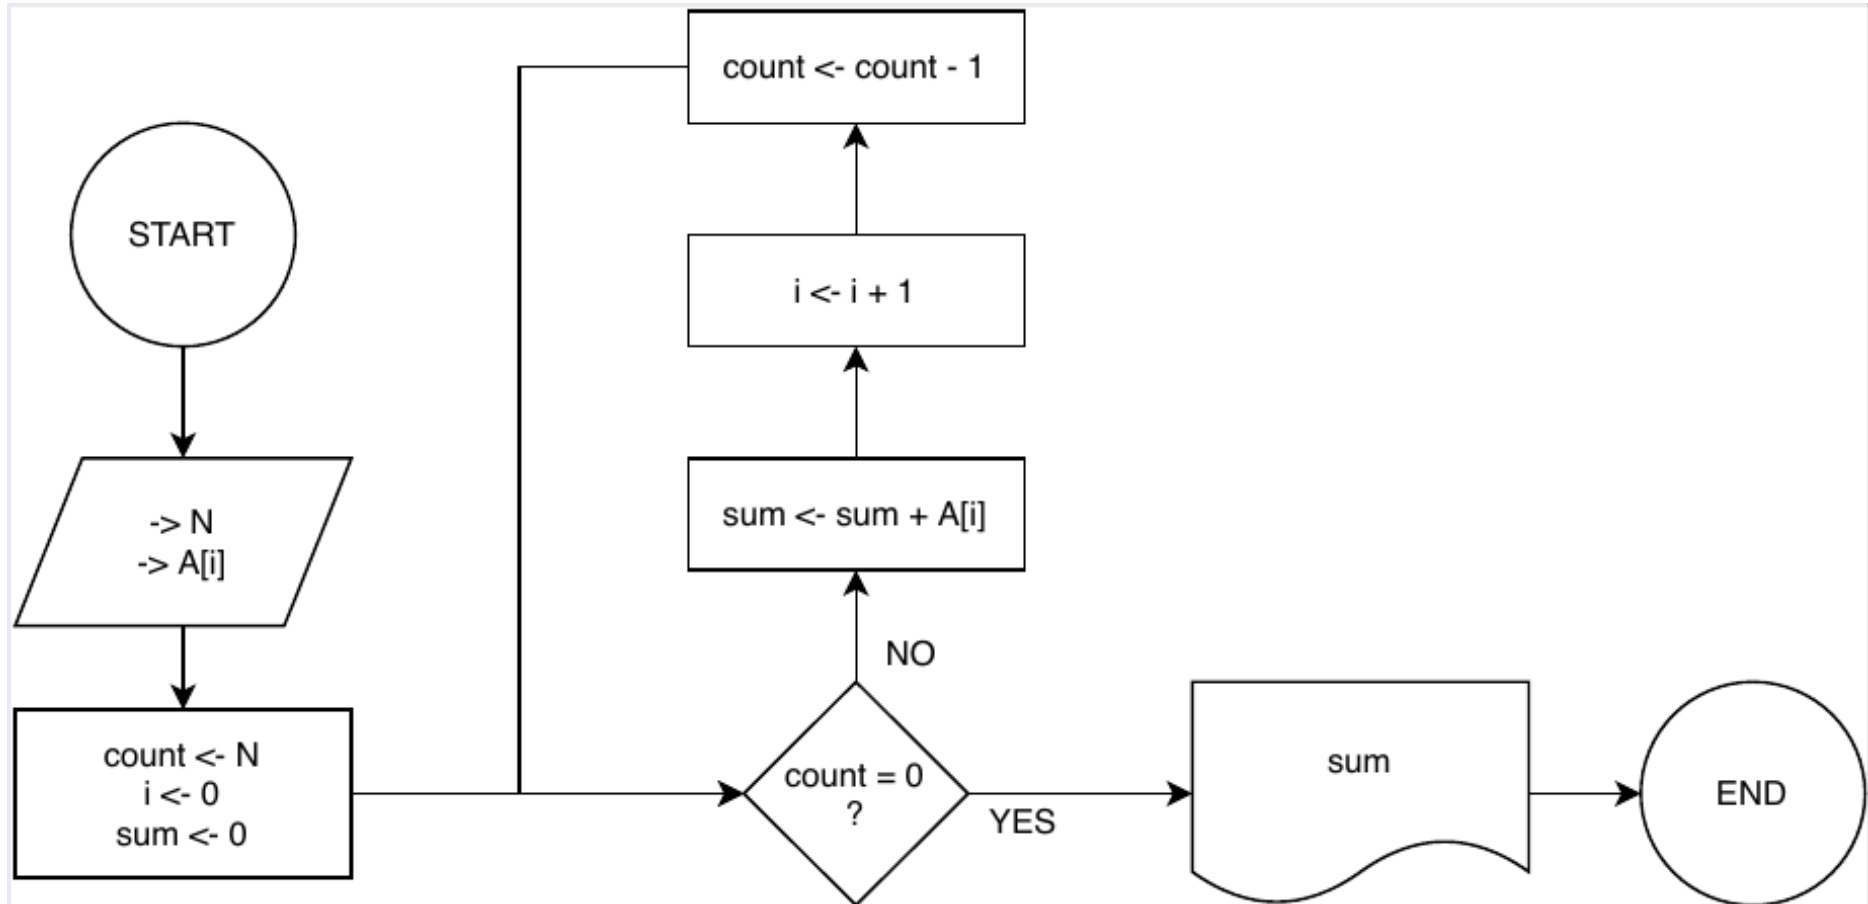 START
-> N
-> A[i]
count <- N
i <- 0
sum <- 0
count = 0
?
NO
sum <- sum + A[i]
i <- i + 1
count <- count - 1
YES
sum
END